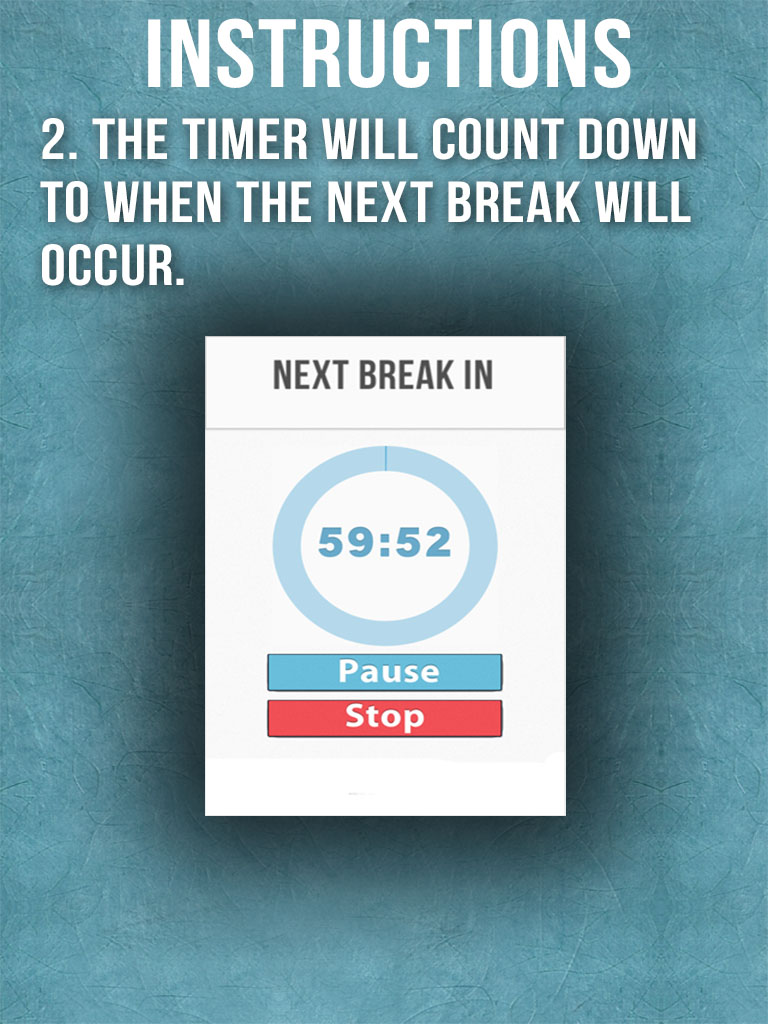 INSTRUCTIONS
2. THE TIMER WILL COUNT DOWN
TO WHEN THE NEXT BREAK WILL
OCCUR.
NEXT BREAK IN
59:52
Pause
Stop